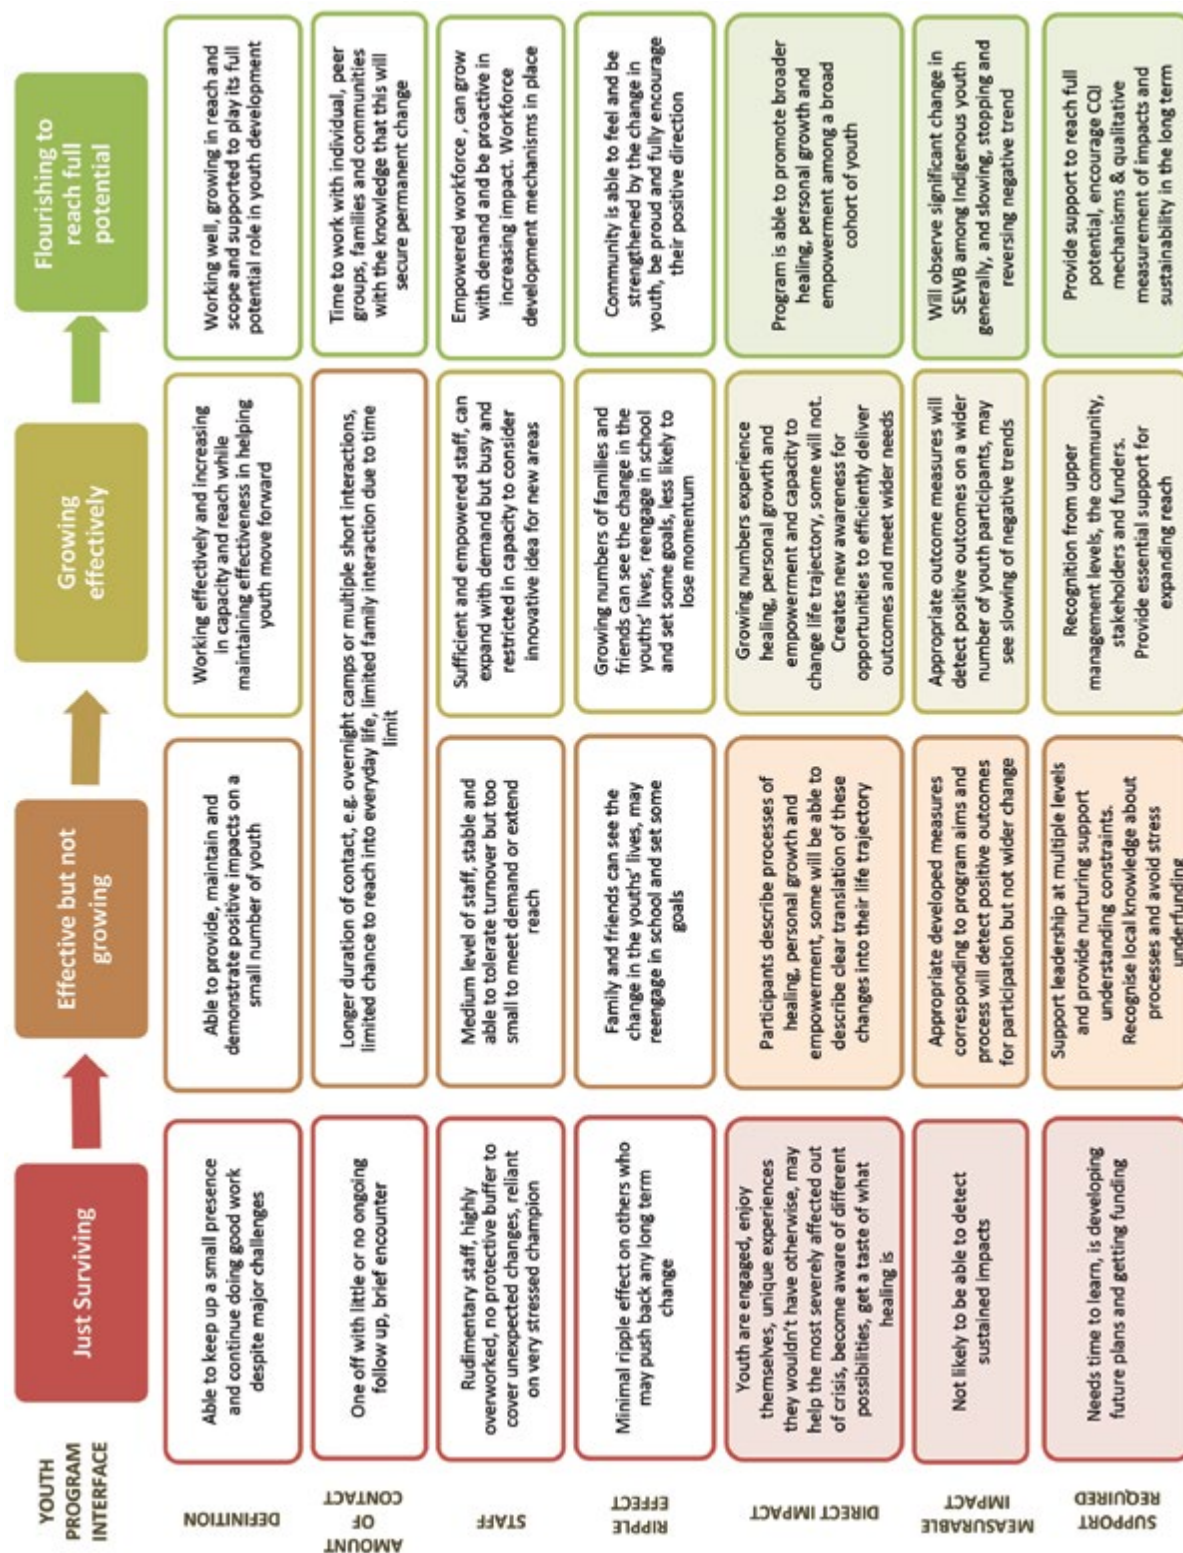 YOUTH
PROGRAM
INTERFACE
Just Surviving
Effective but not
growing
Growing
effectively
Flourishing to
reach full
potential
DEFINITION
Able to keep up a small presence
and continue doing good work
despite major challenges
Able to provide, maintain and
demonstrate positive impacts on a
small number of youth
Working effectively and increasing
in capacity and reach while
maintaining effectiveness in helping
youth move forward
Working well, growing in reach and
scope and supported to play its full
potential role in youth development
AMOUNT
OF
CONTACT
One off with little or no ongoing
follow up, brief encounter
Longer duration of contact, e.g. overnight camps or multiple short interactions,
limited chance to reach into everyday life, limited family interaction due to time
limit
Time to work with individual, peer
groups, families and communities
with the knowledge that this will
secure permanent change
STAFF
Rudimentary staff, highly
overworked, no protective buffer to
cover unexpected changes, reliant
on very stressed champion
Medium level of staff, stable and
able to tolerate turnover but too
small to meet demand or extend
reach
Sufficient and empowered staff, can
expand with demand but busy and
restricted in capacity to consider
innovative idea for new areas
Empowered workforce , can grow
with demand and be proactive in
increasing impact. Workforce
development mechanisms in place
RIPPLE
EFFECT
Minimal ripple effect on others who
may push back any long term
change
Family and friends can see the
change in the youths' lives, may
reengage in school and set some
goals
Growing numbers of families and
friends can see the change in the
youths' lives, reengage in school
and set some goals, less likely to
lose momentum
Community is able to feel and be
strengthened by the change in
youth, be proud and fully encourage
their positive direction
DIRECT IMPACT
Youth are engaged, enjoy
themselves, unique experiences
they wouldn't have otherwise, may
help the most severely affected out
of crisis, become aware of different
possibilities, get a taste of what
healing is
Participants describe processes of
healing, personal growth and
empowerment, some will be able to
describe clear translation of these
changes into their life trajectory
Growing numbers experience
healing, personal growth and
empowerment and capacity to
change life trajectory, some will not.
Creates new awareness for
opportunities to efficiently deliver
outcomes and meet wider needs
Program is able to promote broader
healing, personal growth and
empowerment among a broad
cohort of youth
MEASURABLE
IMPACT
Not likely to be able to detect
sustained impacts
Appropriate developed measures
corresponding to program aims and
process will detect positive outcomes
for participation but not wider change
Appropriate outcome measures will
detect positive outcomes on a wider
number of youth participants, may
see slowing of negative trends
Will observe significant change in
SEWB among Indigenous youth
generally, and slowing, stopping and
reversing negative trend
SUPPORT
REQUIRED
Needs time to learn, is developing
future plans and getting funding
Support leadership at multiple levels
and provide nurturing support
understanding constraints.
Recognise local knowledge about
processes and avoid stress
underfunding
Recognition from upper
management levels, the community,
stakeholders and funders.
Provide essential support for
expanding reach
Provide support to reach full
potential, encourage CQI
mechanisms & qualitative
measurement of impacts and
sustainability in the long term